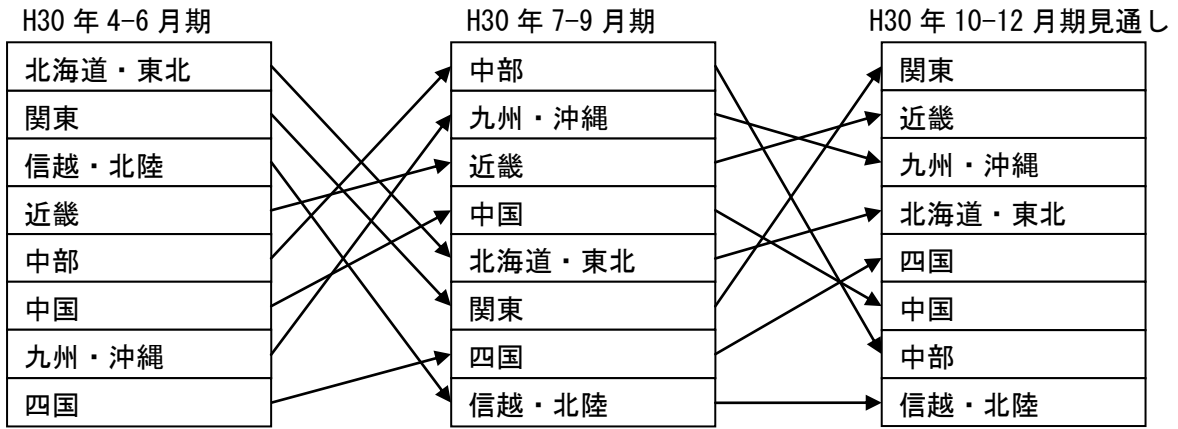 H30 年 4-6 月期
北海道・東北
関東
信越・北陸
近畿
中部
中国
九州・沖縄
四国
H30 年 7-9 月期
中部
九州・沖縄
近畿
中国
北海道・東北
関東
四国
信越・北陸
H30 年 10-12 月期見通し
関東
近畿
九州・沖縄
北海道・東北
四国
中国
中部
信越・北陸